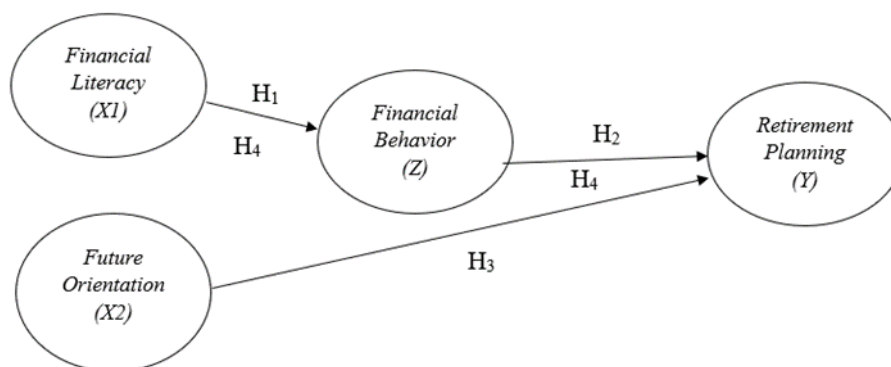 Financial
Literacy
(X1)
H₁
H₄
Financial
Behavior
(Z)
H₂
H₄
Retirement
Planning
(Y)
Future
Orientation
(X2)
H₃